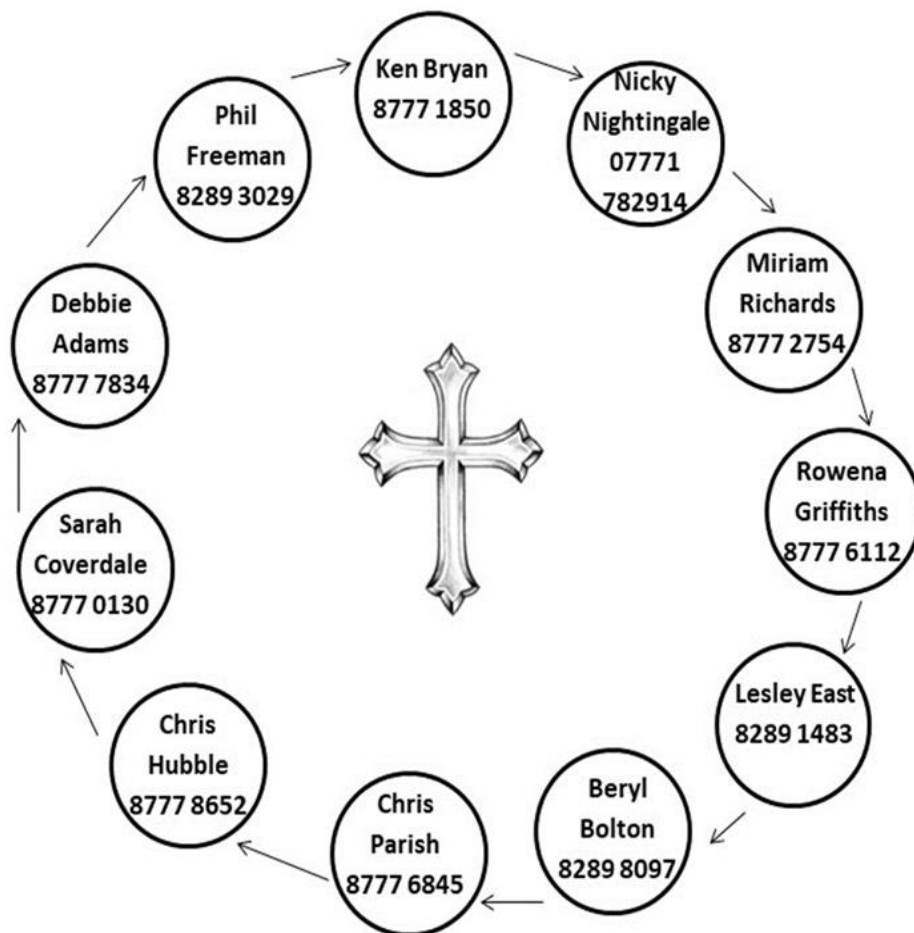 Ken Bryan
8777 1850
Nicky
Nightingale
07771
782914
Miriam
Richards
8777 2754
Rowena
Griffiths
8777 6112
Lesley East
8289 1483
Beryl
Bolton
8289 8097
Chris
Parish
8777 6845
Chris
Hubble
8777 8652
Sarah
Coverdale
8777 0130
Debbie
Adams
8777 7834
Phil
Freeman
8289 3029